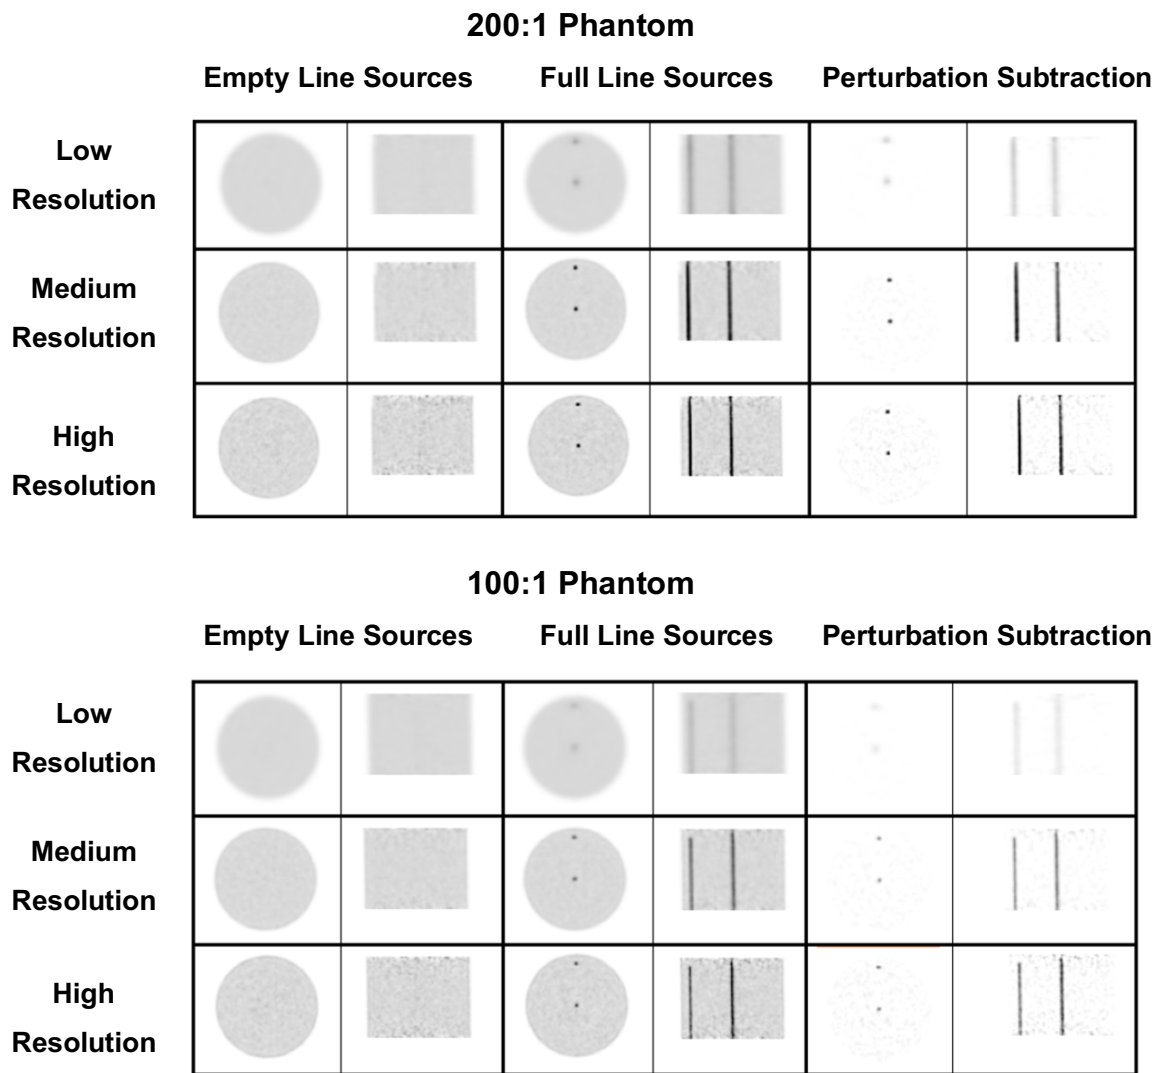 200:1 Phantom
Empty Line Sources Full Line Sources Perturbation Subtraction
Low
Resolution
Medium
Resolution
High
Resolution
100:1 Phantom
Empty Line Sources Full Line Sources Perturbation Subtraction
Low
Resolution
Medium
Resolution
High
Resolution